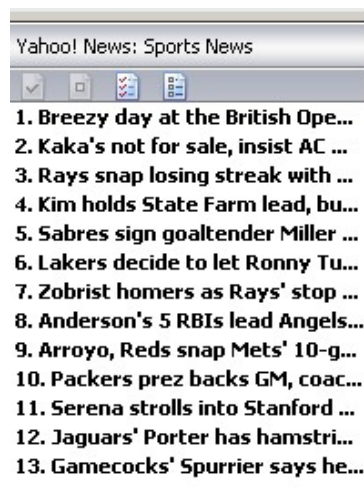 Yahoo! News: Sports News
1. Breezy day at the British Ope...
2. Kaka's not for sale, insist AC ...
3. Rays snap losing streak with ...
4. Kim holds State Farm lead, bu...
5. Sabres sign goaltender Miller ...
6. Lakers decide to let Ronny Tu...
7. Zobrist homers as Rays' stop ...
8. Anderson's 5 RBIs lead Angels...
9. Arroyo, Reds snap Mets' 10-g...
10. Packers prez backs GM, coac...
11. Serena strolls into Stanford ...
12. Jaguars' Porter has hamstri...
13. Gamecocks' Spurrier says he...